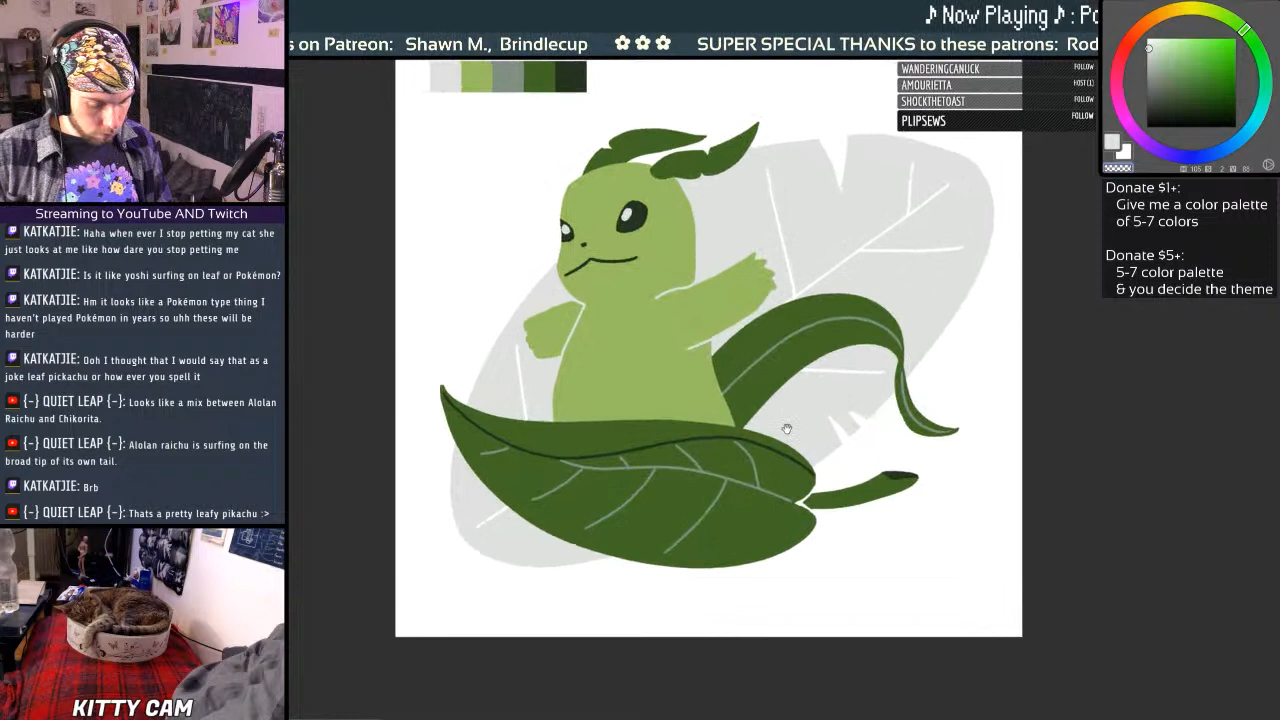 ♪ Now Playing ♪ : Po
s on Patreon: Shawn M., Brindlecup ✿ ✿ ✿ SUPER SPECIAL THANKS to these patrons: Rod
WANDERINGCANUCK FOLLOW
AMOURIETTA HOST(1)
SHOCKTHETOAST FOLLOW
PLIPSEWS FOLLOW
Donate $1+:
Give me a color palette
of 5-7 colors
Donate $5+:
5-7 color palette
& you decide the theme
Streaming to YouTube AND Twitch
KATKATJIE: Haha when ever I stop petting my cat she
just looks at me like how dare you stop petting me
KATKATJIE: Is it like yoshi surfing on leaf or Pokémon?
KATKATJIE: Hm it looks like a Pokémon type thing I
haven't played Pokémon in years so uhh these will be
harder
KATKATJIE: Ooh I thought that I would say that as a
joke leaf pickachu or how ever you spell it
{-} QUIET LEAP {-}: Looks like a mix between Alolan
Raichu and Chikorita.
{-} QUIET LEAP {-}: Alolan raichu is surfing on the
broad tip of its own tail.
KATKATJIE: Brb
{-} QUIET LEAP {-}: Thats a pretty leafy pikachu :>
KITTY CAM